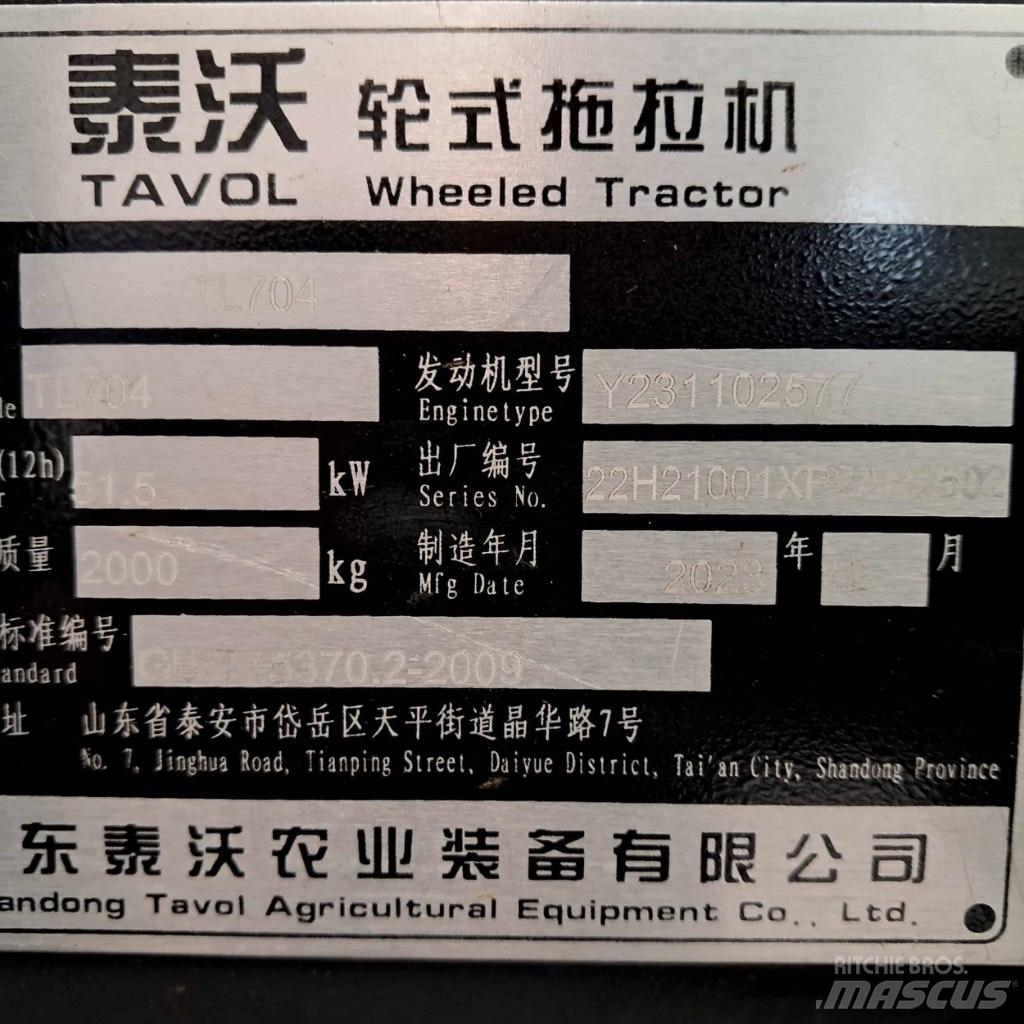 泰沃 轮式拖拉机
TAVOL Wheeled Tractor
TL704
TL704 发动机型号 Y231102577
Enginetype
(12h) 51.5 kW 出厂编号 22H21001XP
Series No.
质量 2000 kg 制造年月 2023 年 月
Mfg Date
标准编号 5370.2-2009
andard
址 山东省泰安市岱岳区天平街道晶华路7号
No. 7, Jinghua Road, Tianping Street, Daiyue District, Tai'an City, Shandong Province
东泰沃农业装备有限公司
andong Tavol Agricultural Equipment Co., Ltd.
RITCHIE BROS.
MASCUS